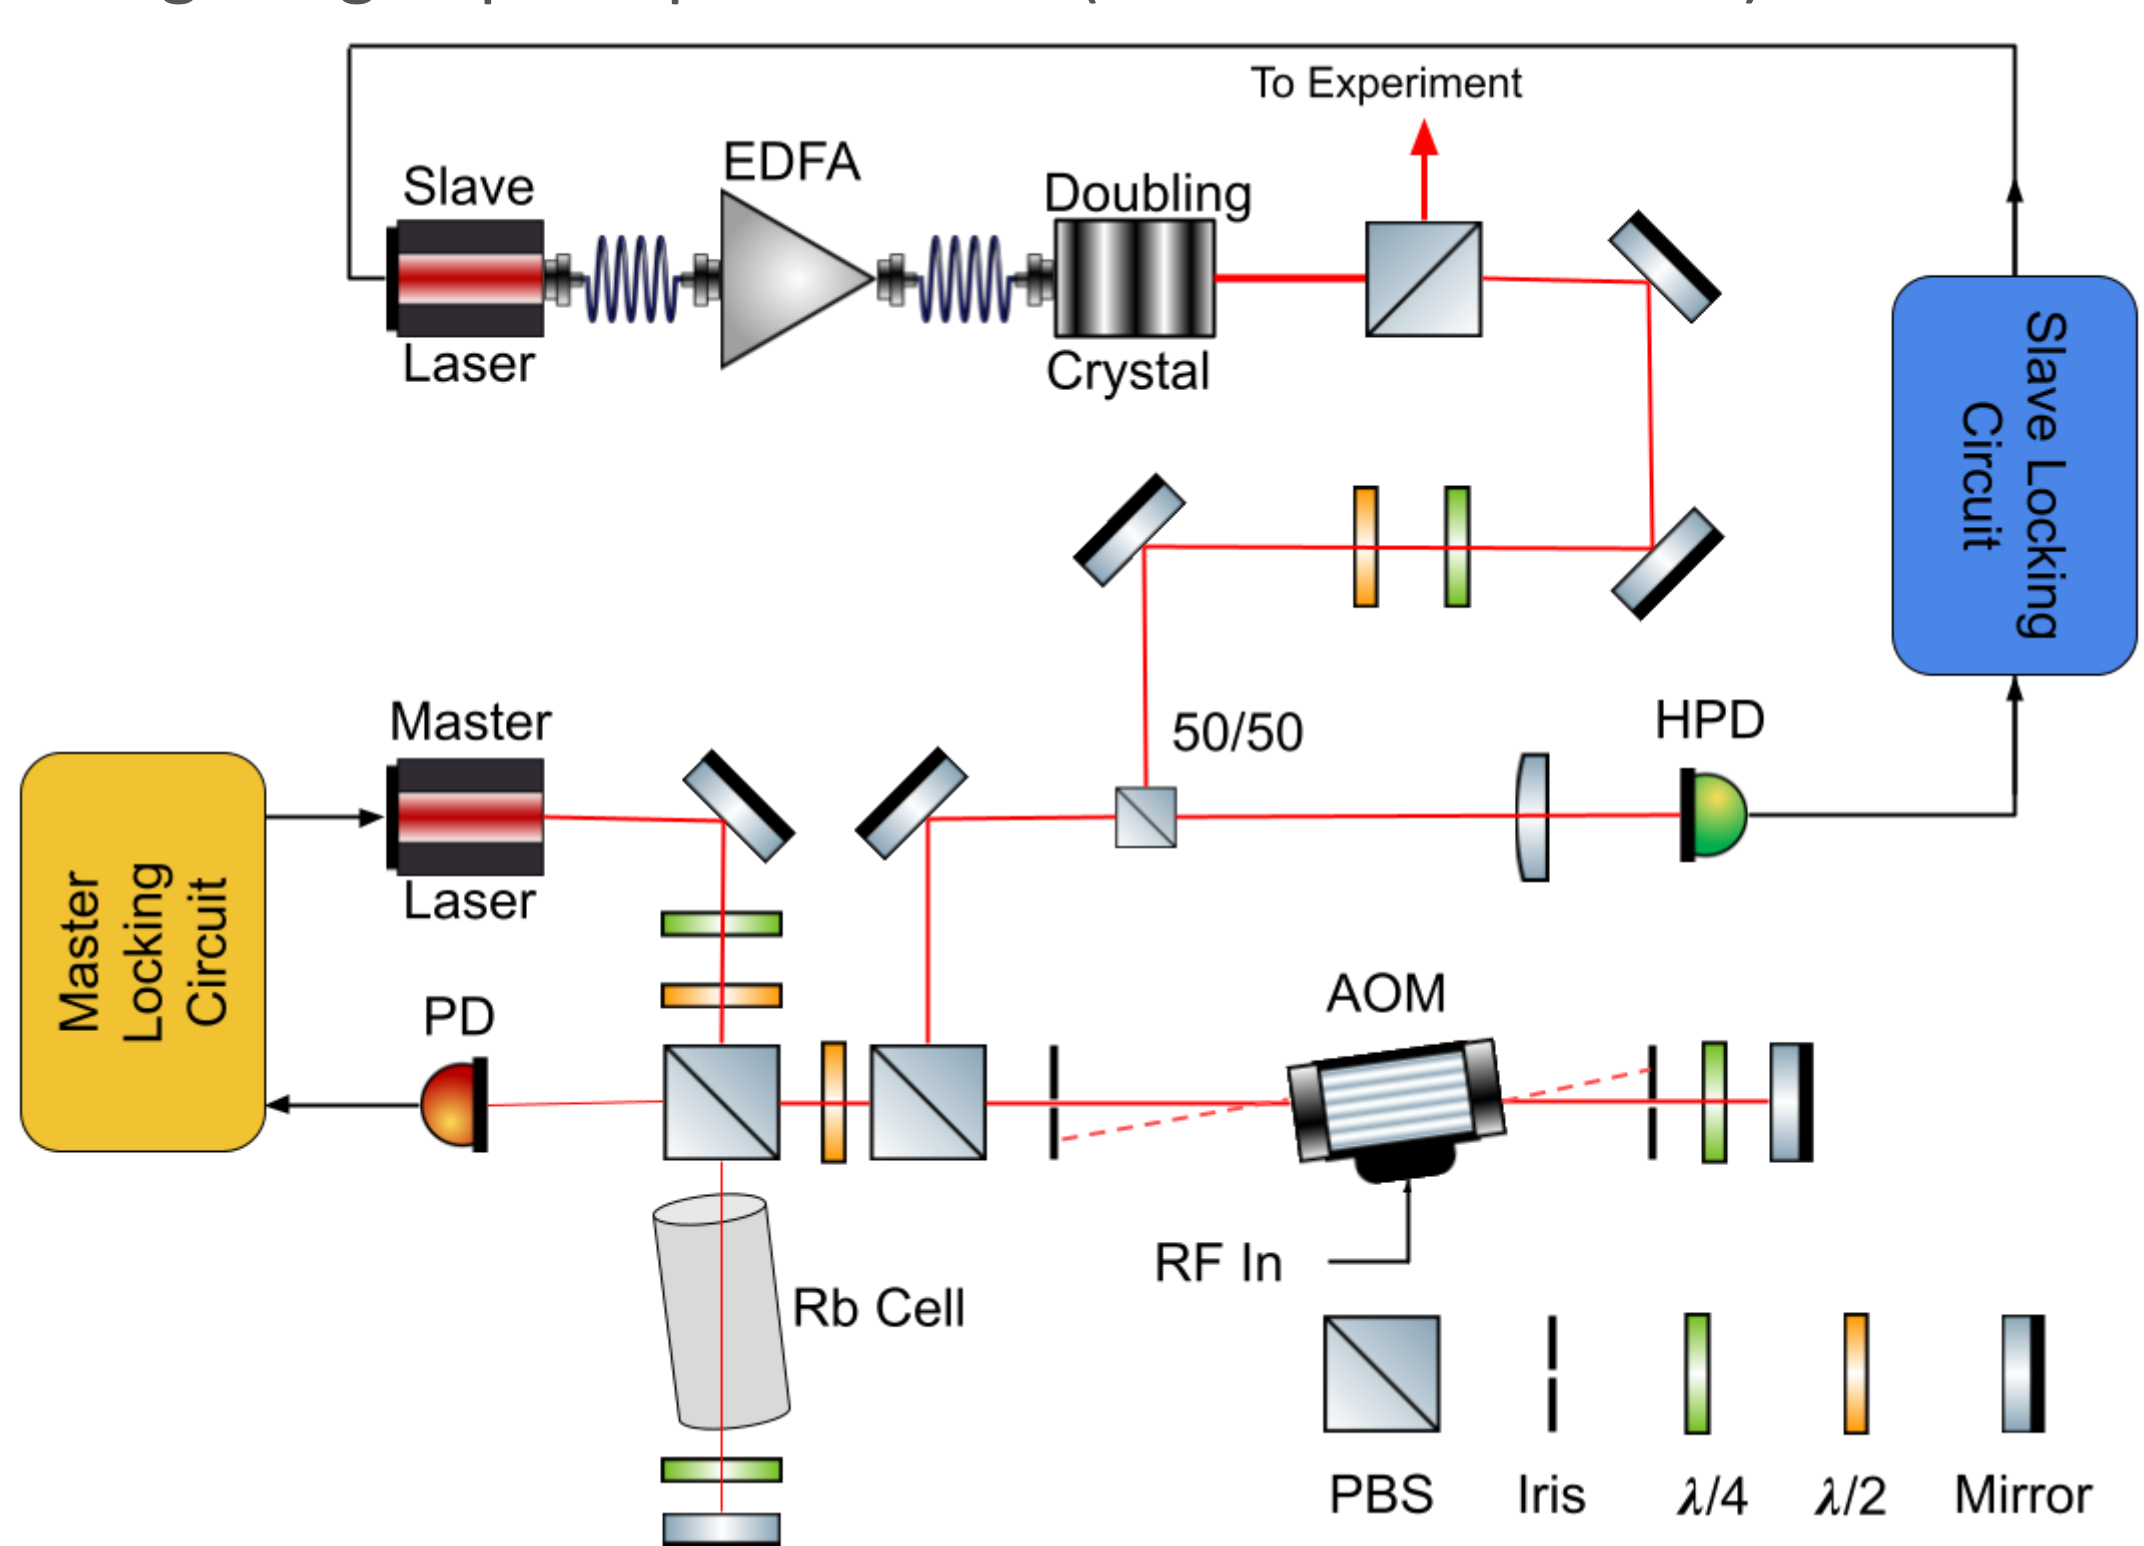 To Experiment
EDFA
Slave
Laser
Doubling
Crystal
Slave Locking
Circuit
50/50
HPD
Master
Laser
Master
Locking
Circuit
PD
AOM
RF In
Rb Cell
PBS
Iris
λ/4
λ/2
Mirror